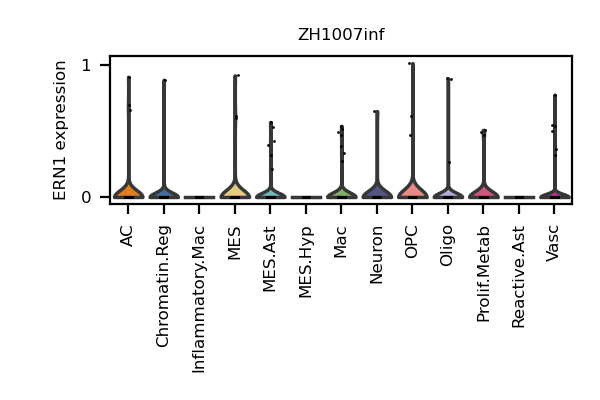 ZH1007inf
ERN1 expression
1
0
AC
Chromatin.Reg
Inflammatory.Mac
MES
MES.Ast
MES.Hyp
Mac
Neuron
OPC
Oligo
Prolif.Metab
Reactive.Ast
Vasc